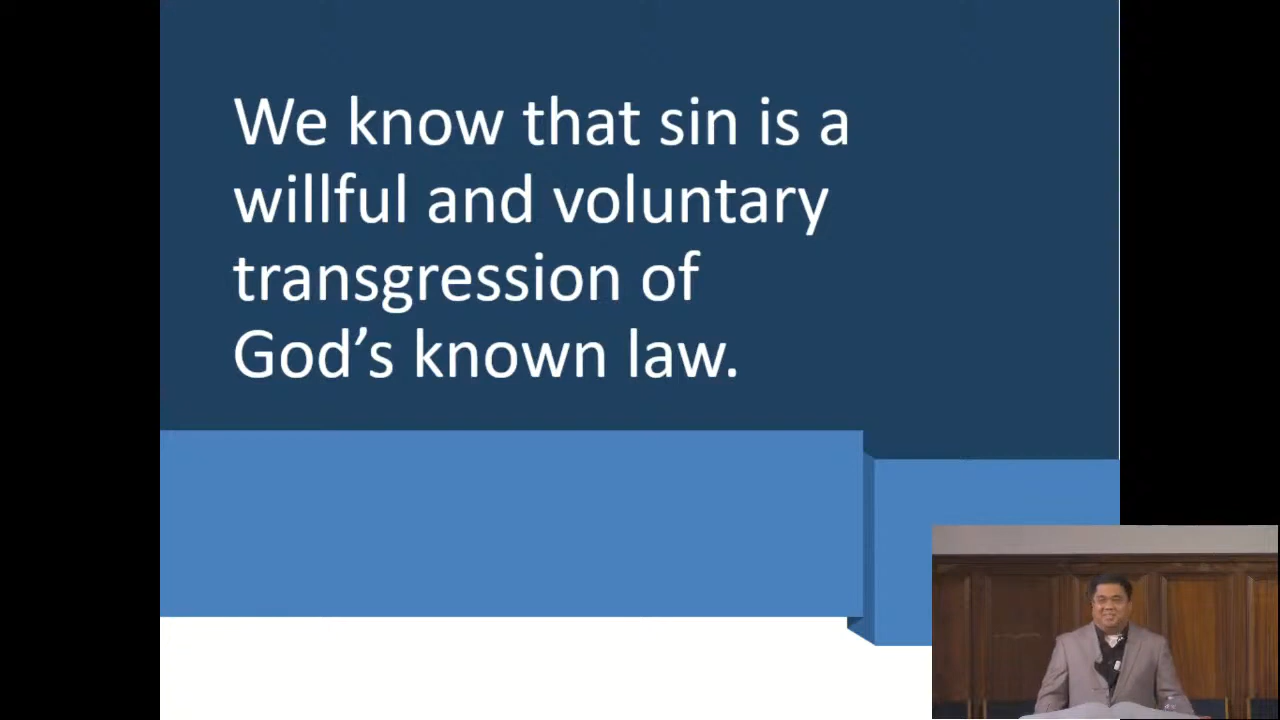 We know that sin is a
willful and voluntary
transgression of
God’s known law.